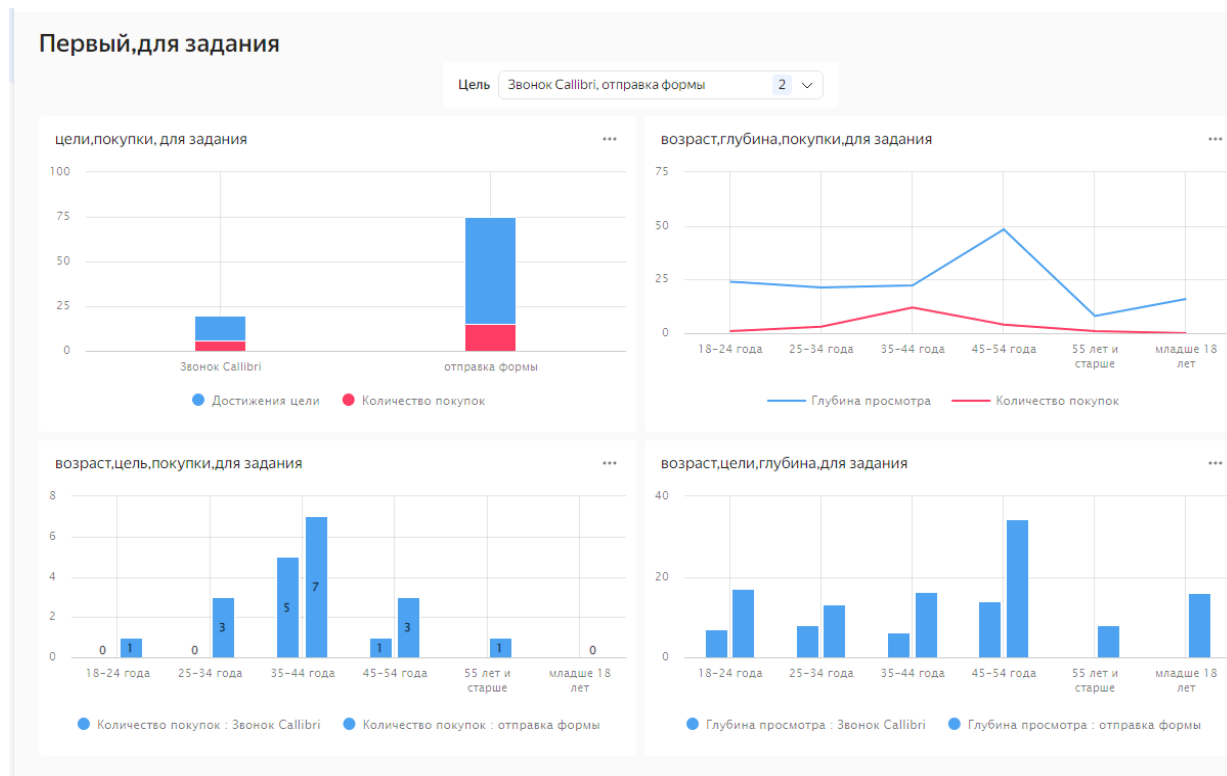 Первый,для задания
Цель Звонок Callibri, отправка формы 2
цели,покупки, для задания
100
75
50
25
0
Звонок Callibri отправка формы
Достижения цели Количество покупок
возраст,глубина,покупки,для задания
75
50
25
0
18–24 года 25–34 года 35–44 года 45–54 года 55 лет и старше младше 18 лет
Глубина просмотра Количество покупок
возраст,цель,покупки,для задания
8
6
4
2
0
0 1 0 3 5 7 1 3 1 0
18–24 года 25–34 года 35–44 года 45–54 года 55 лет и старше младше 18 лет
Количество покупок : Звонок Callibri Количество покупок : отправка формы
возраст,цели,глубина,для задания
40
20
0
18–24 года 25–34 года 35–44 года 45–54 года 55 лет и старше младше 18 лет
Глубина просмотра : Звонок Callibri Глубина просмотра : отправка формы